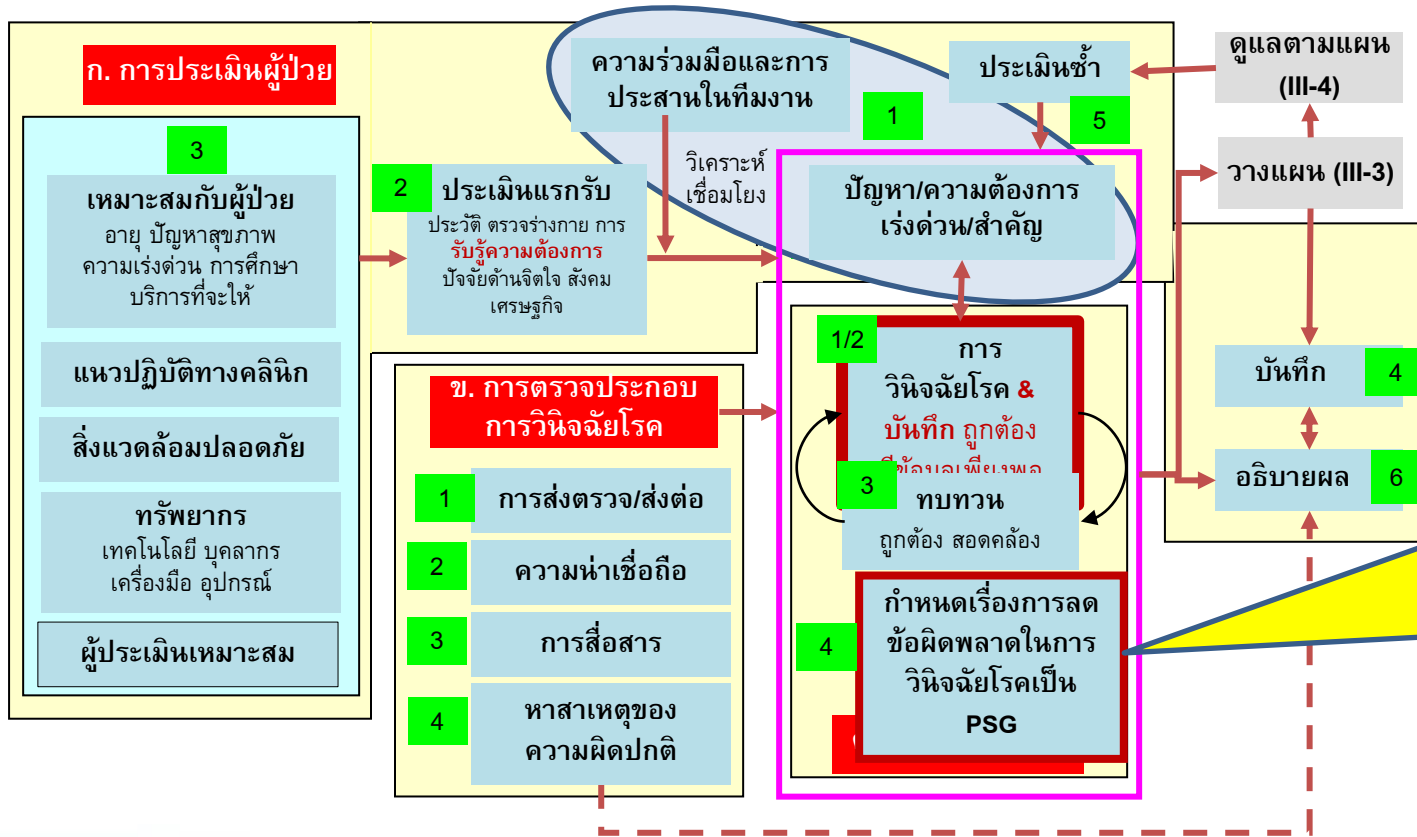 ก. การประเมินผู้ป่วย
3
เหมาะสมกับผู้ป่วย
อายุ ปัญหาสุขภาพ
ความเร่งด่วน การศึกษา
บริการที่จะให้
แนวปฏิบัติทางคลินิก
สิ่งแวดล้อมปลอดภัย
ทรัพยากร
เทคโนโลยี บุคลากร
เครื่องมือ อุปกรณ์
ผู้ประเมินเหมาะสม
2
ประเมินแรกรับ
ประวัติ ตรวจร่างกาย การ
รับรู้ความต้องการ
ปัจจัยด้านจิตใจ สังคม
เศรษฐกิจ
ความร่วมมือและการ
ประสานในทีมงาน
1
วิเคราะห์
เชื่อมโยง
ประเมินซ้ำ
5
ปัญหา/ความต้องการ
เร่งด่วน/สำคัญ
ดูแลตามแผน
(III-4)
วางแผน (III-3)
ข. การตรวจประกอบ
การวินิจฉัยโรค
1
การส่งตรวจ/ส่งต่อ
2
ความน่าเชื่อถือ
3
การสื่อสาร
4
หาสาเหตุของ
ความผิดปกติ
1/2
การ
วินิจฉัยโรค &
บันทึก ถูกต้อง
3
ทบทวน
ถูกต้อง สอดคล้อง
4
กำหนดเรื่องการลด
ข้อผิดพลาดในการ
วินิจฉัยโรคเป็น
PSG
บันทึก
4
อธิบายผล
6